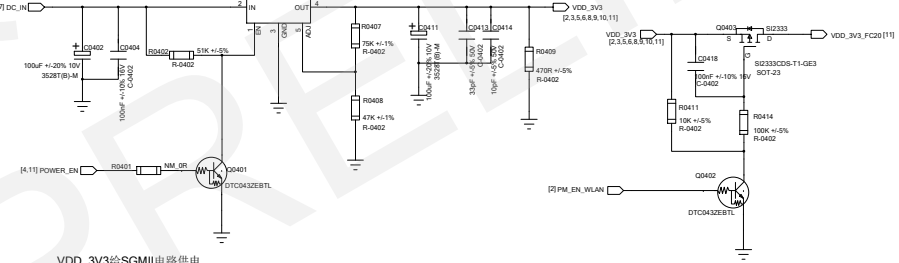 DC_IN
2
IN
OUT
4
VDD_3V3
[2,3,5,6,8,9,10,11]
EN
1
GND
3
ADJ
5
C0402
100uF +/-20% 10V
3528T(B)-M
C0404
100nF +/-10% 16V
C-0402
R0402
51K +/-5%
R-0402
R0407
75K +/-1%
R-0402
R0408
47K +/-1%
R-0402
C0411
100uF +/-20% 10V
3528T(B)-M
C0413
33pF +/-5% 50V
C-0402
C0414
10pF +/-5% 50V
C-0402
R0409
470R +/-5%
R-0402
[4,11] POWER_EN
R0401
NM_0R
Q0401
DTC043ZEBTL
VDD_3V3给SGMII电路供电
VDD_3V3
[2,3,5,6,8,9,10,11]
Q0403
SI2333
S
D
G
VDD_3V3_FC20 [11]
SI2333CDS-T1-GE3
SOT-23
C0418
100nF +/-10% 16V
C-0402
R0411
10K +/-5%
R-0402
R0414
100K +/-5%
R-0402
Q0402
[2] PM_EN_WLAN
DTC043ZEBTL